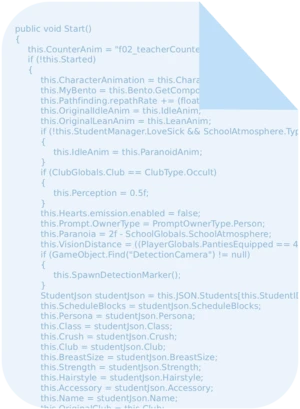 public void Start()
{
this.CounterAnim = "f02_teacherCounte
if (!this.Started)
{
this.CharacterAnimation = this.Chara
this.MyBento = this.Bento.GetCompo
this.Pathfinding.repathRate += (float
this.OriginalIdleAnim = this.IdleAnim;
this.OriginalLeanAnim = this.LeanAnim;
if (!this.StudentManager.LoveSick && SchoolAtmosphere.Typ
{
this.IdleAnim = this.ParanoidAnim;
}
if (ClubGlobals.Club == ClubType.Occult)
{
this.Perception = 0.5f;
}
this.Hearts.emission.enabled = false;
this.Prompt.OwnerType = PromptOwnerType.Person;
this.Paranoia = 2f - SchoolGlobals.SchoolAtmosphere;
this.VisionDistance = ((PlayerGlobals.PantiesEquipped == 4
if (GameObject.Find("DetectionCamera") != null)
{
this.SpawnDetectionMarker();
}
StudentJson studentJson = this.JSON.Students[this.StudentI
this.ScheduleBlocks = studentJson.ScheduleBlocks;
this.Persona = studentJson.Persona;
this.Class = studentJson.Class;
this.Crush = studentJson.Crush;
this.Club = studentJson.Club;
this.BreastSize = studentJson.BreastSize;
this.Strength = studentJson.Strength;
this.Hairstyle = studentJson.Hairstyle;
this.Accessory = studentJson.Accessory;
this.Name = studentJson.Name;
this.OriginalClub = this.Club;